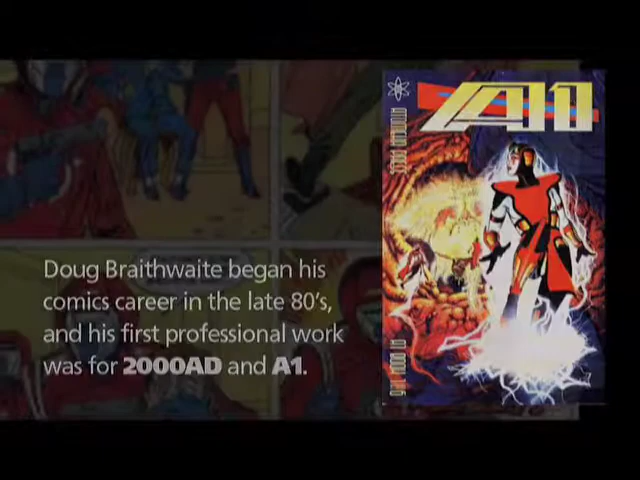 Doug Braithwaite began his
comics career in the late 80's,
and his first professional work
was for 2000AD and A1.
A1